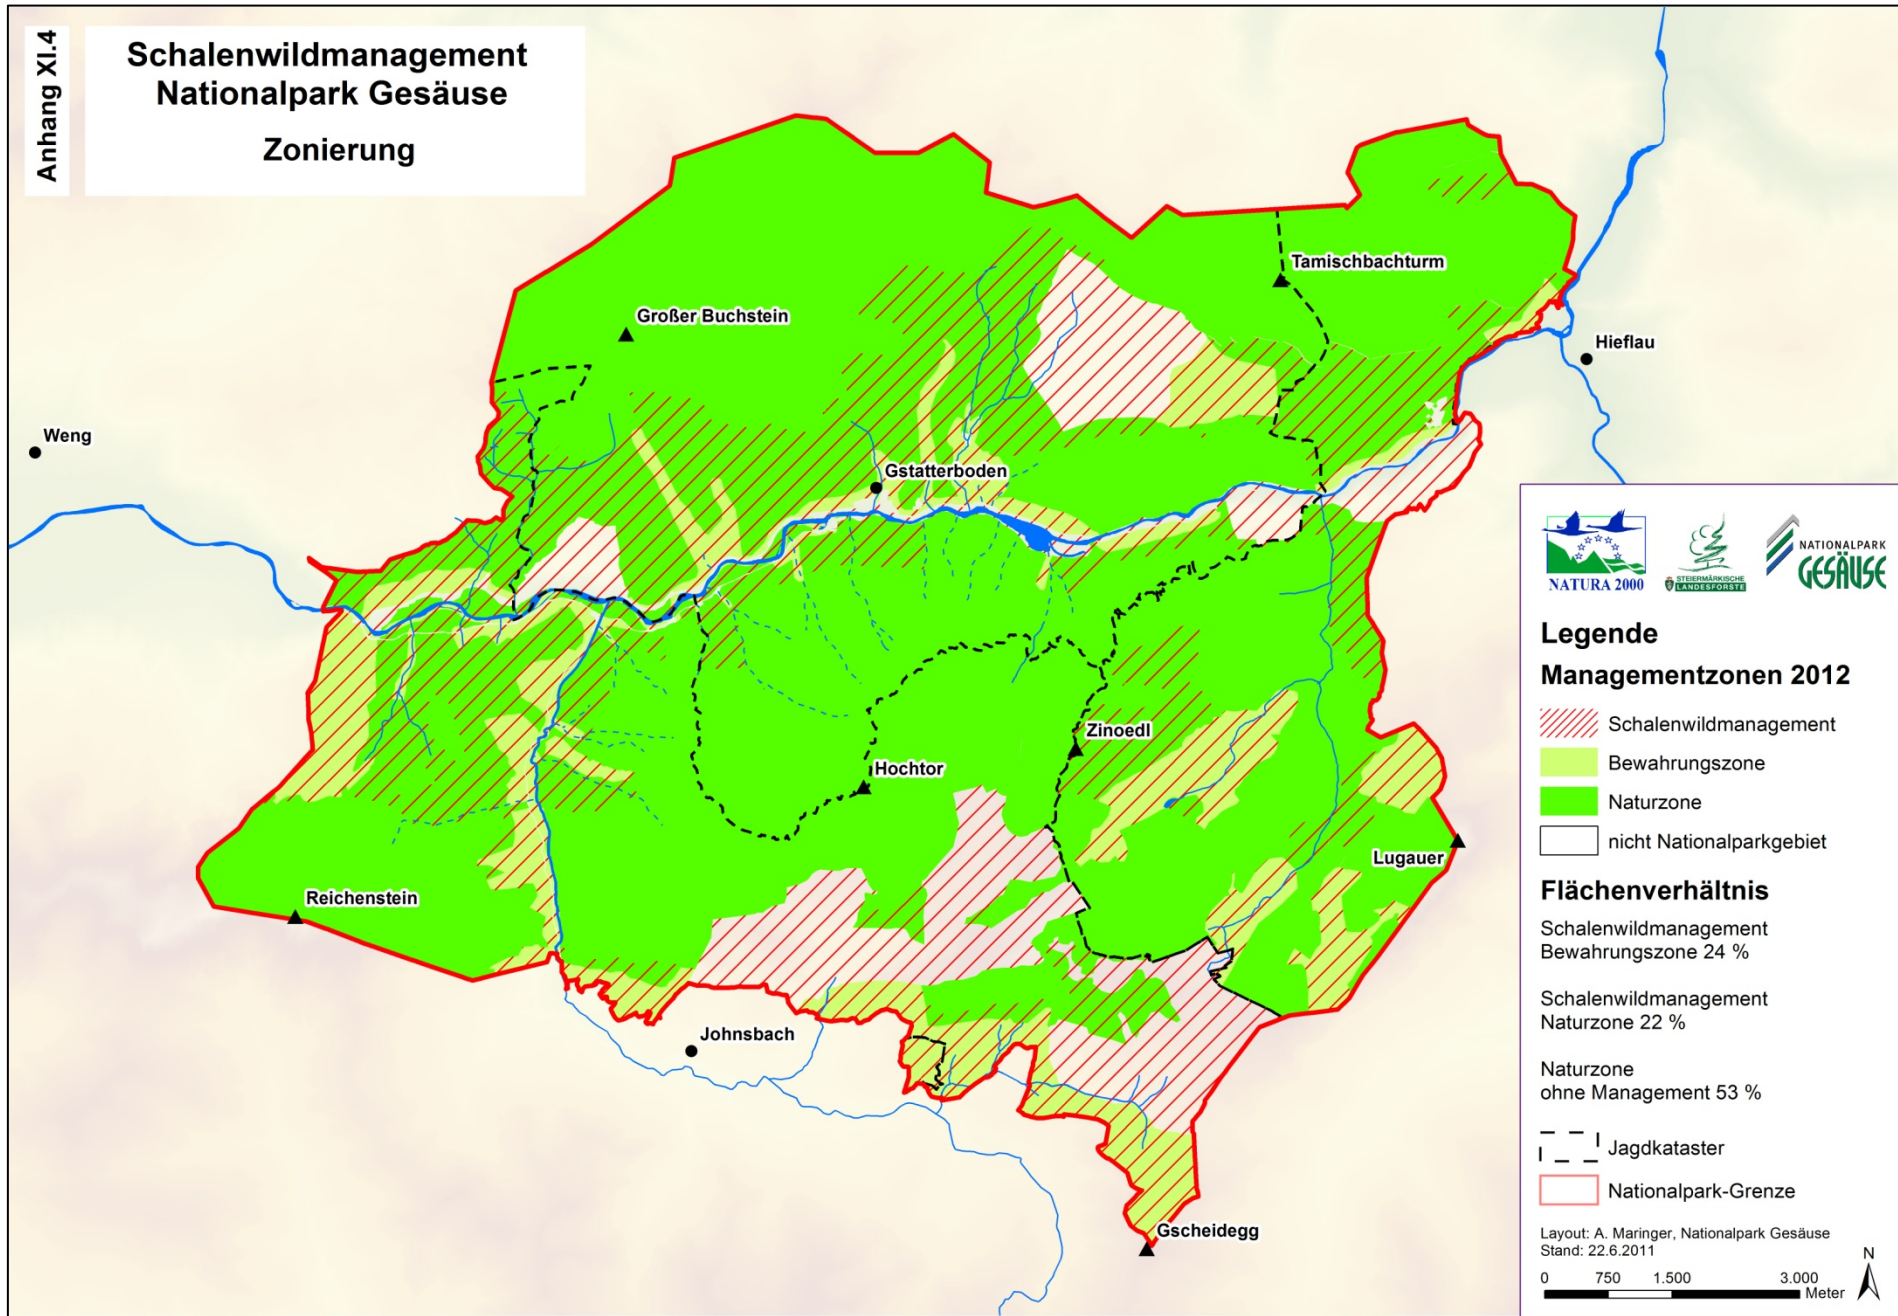 Anhang XI.4
Schalenwildmanagement
Nationalpark Gesäuse
Zonierung
Tamischbachturm
Großer Buchstein
Hieflau
Weng
Gstatterboden
Zinoedl
Hochtor
Lugauer
Reichenstein
Johnsbach
Gscheidegg
NATURA 2000
STEIERMÄRKISCHE
LANDESFORSTE
NATIONALPARK
GESÄUSE
Legende
Managementzonen 2012
Schalenwildmanagement
Bewahrungszone
Naturzone
nicht Nationalparkgebiet
Flächenverhältnis
Schalenwildmanagement
Bewahrungszone 24 %
Schalenwildmanagement
Naturzone 22 %
Naturzone
ohne Management 53 %
Jagdkataster
Nationalpark-Grenze
Layout: A. Maringer, Nationalpark Gesäuse
Stand: 22.6.2011
0 750 1.500 3.000
Meter
N